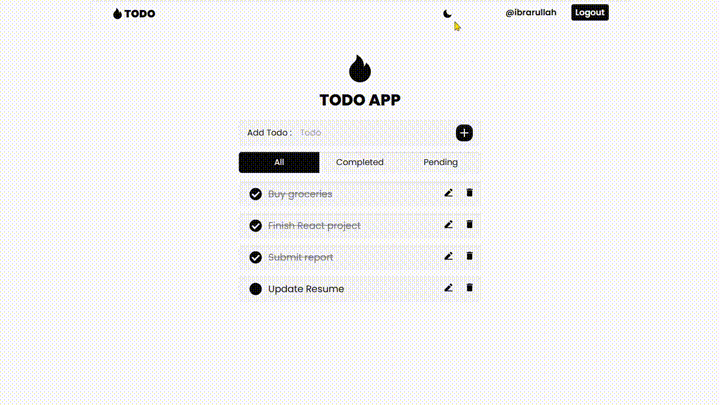 TODO
@ibrarullah Logout
TODO APP
Add Todo : Todo
All Completed Pending
Buy groceries
Finish React project
Submit report
Update Resume